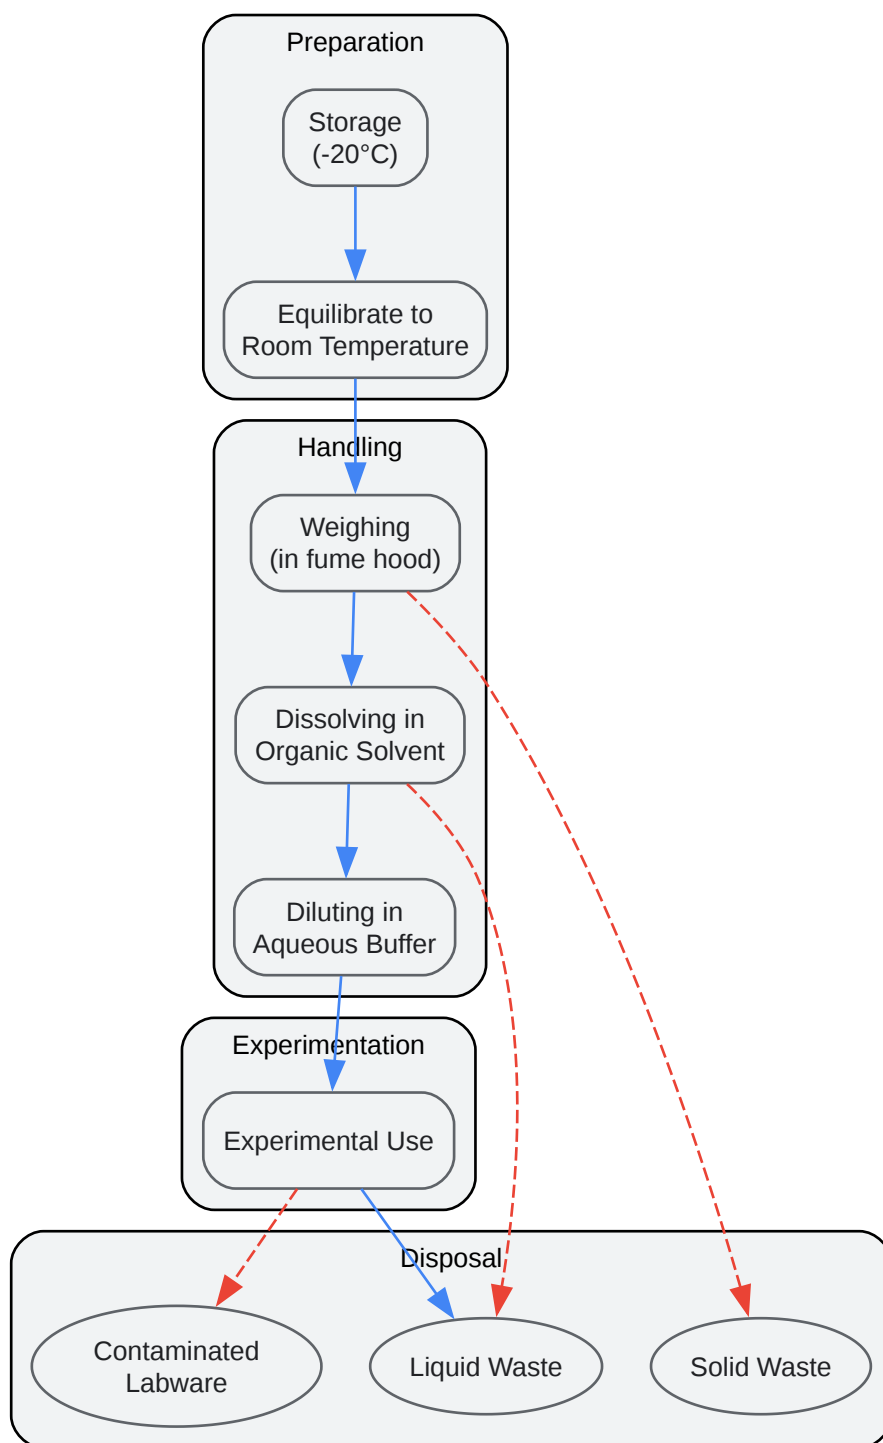 Preparation
Storage
(-20°C)
Equilibrate to
Room Temperature
Handling
Weighing
(in fume hood)
Dissolving in
Organic Solvent
Diluting in
Aqueous Buffer
Experimentation
Experimental Use
Disposal
Contaminated
Labware
Liquid Waste
Solid Waste